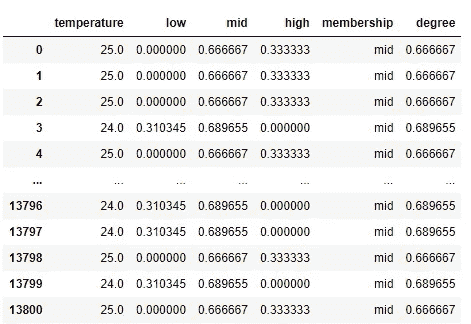 temperature low mid high membership degree
0 25.0 0.000000 0.666667 0.333333 mid 0.666667
1 25.0 0.000000 0.666667 0.333333 mid 0.666667
2 25.0 0.000000 0.666667 0.333333 mid 0.666667
3 24.0 0.310345 0.689655 0.000000 mid 0.689655
4 25.0 0.000000 0.666667 0.333333 mid 0.666667
... ... ... ... ... ... ...
13796 24.0 0.310345 0.689655 0.000000 mid 0.689655
13797 24.0 0.310345 0.689655 0.000000 mid 0.689655
13798 25.0 0.000000 0.666667 0.333333 mid 0.666667
13799 24.0 0.310345 0.689655 0.000000 mid 0.689655
13800 25.0 0.000000 0.666667 0.333333 mid 0.666667